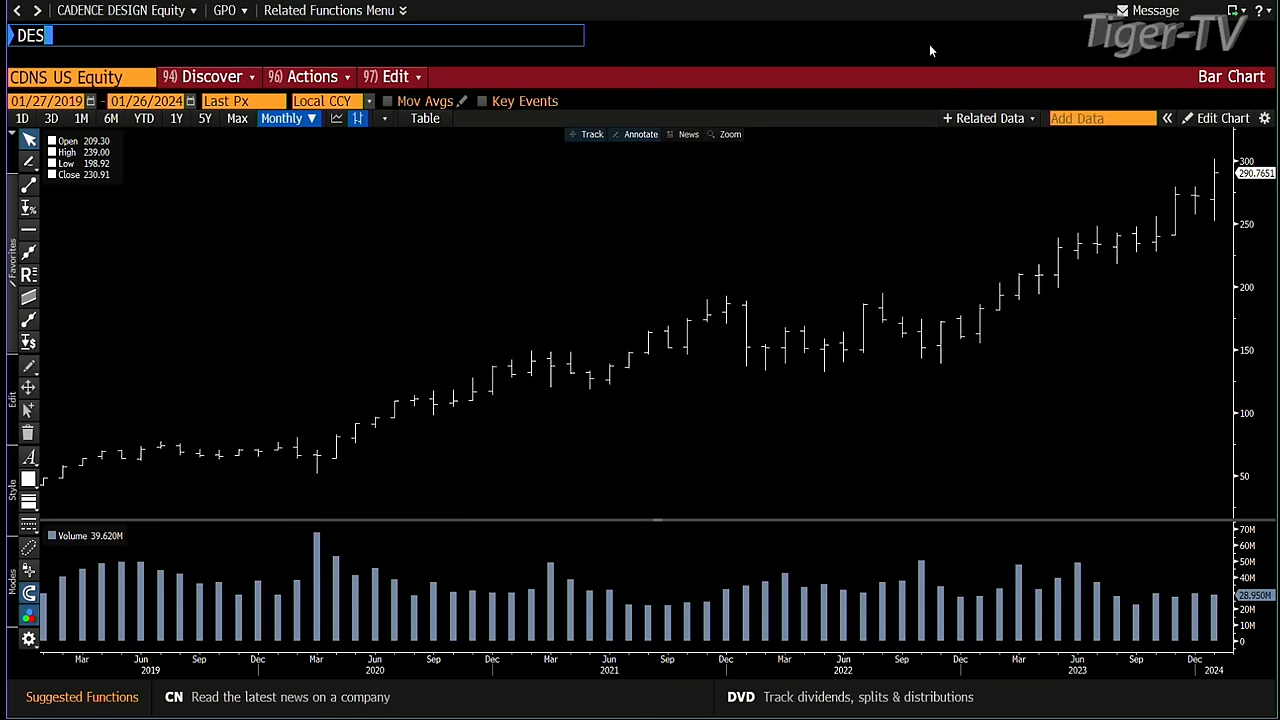 CADENCE DESIGN Equity GPO Related Functions Menu Message ?
Tiger-TV
DES
CDNS US Equity 94) Discover 96) Actions 97) Edit Bar Chart
01/27/2019 - 01/26/2024 Last Px Local CCY Mov Avgs Key Events
1D 3D 1M 6M YTD 1Y 5Y Max Monthly ▼ Table + Related Data Add Data « Edit Chart
Track Annotate News Zoom
Open 209.30
High 239.00
Low 198.92
Close 230.91
300
290.7651
250
200
150
100
50
Favorites
Edit
Style
Modes
Volume 39.620M
70M
60M
50M
40M
28.950M
20M
10M
0
Mar Jun Sep Dec Mar Jun Sep Dec Mar Jun Sep Dec Mar Jun Sep Dec Mar Jun Sep Dec
2019 2020 2021 2022 2023 2024
Suggested Functions CN Read the latest news on a company DVD Track dividends, splits & distributions